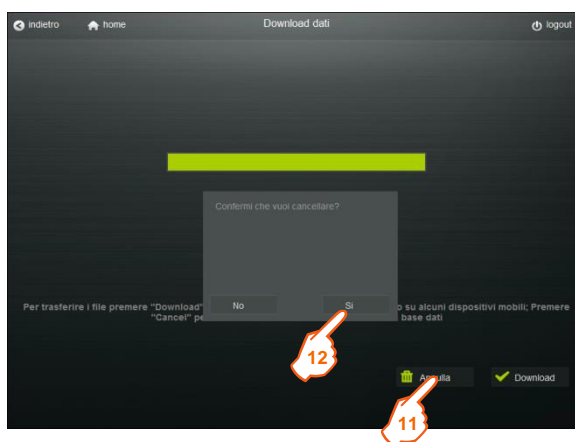 indietro home Download dati logout
Confermi che vuoi cancellare?
No Si
Per trasferire i file premere "Download" o su alcuni dispositivi mobili; Premere
"Cancel" pe base dati
12
Annulla Download
11